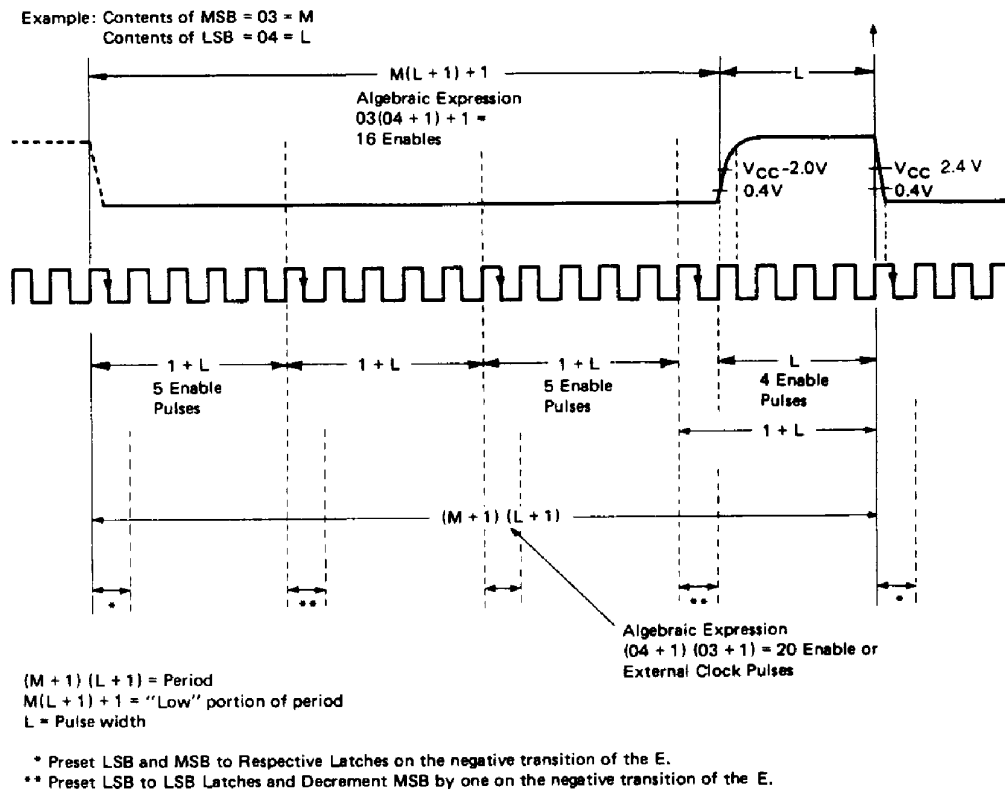 Example: Contents of MSB = 03 = M
Contents of LSB = 04 = L
M(L + 1) + 1
L
Algebraic Expression
03(04 + 1) + 1 =
16 Enables
VCC -2.0V
0.4V
VCC 2.4 V
0.4V
1 + L
5 Enable
Pulses
1 + L
1 + L
5 Enable
Pulses
L
4 Enable
Pulses
1 + L
(M + 1) (L + 1)
*
**
**
*
Algebraic Expression
(04 + 1) (03 + 1) = 20 Enable or
External Clock Pulses
(M + 1) (L + 1) = Period
M(L + 1) + 1 = "Low" portion of period
L = Pulse width
* Preset LSB and MSB to Respective Latches on the negative transition of the E.
** Preset LSB to LSB Latches and Decrement MSB by one on the negative transition of the E.